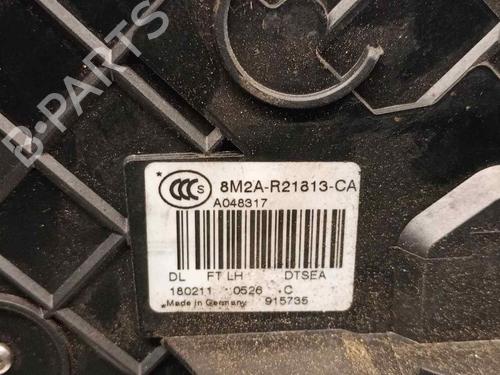 B-PARTS
CCC S 8M2A-R21813-CA
A048317
DL FT LH DTSEA
180211 0526 C
Made in Germany 915735